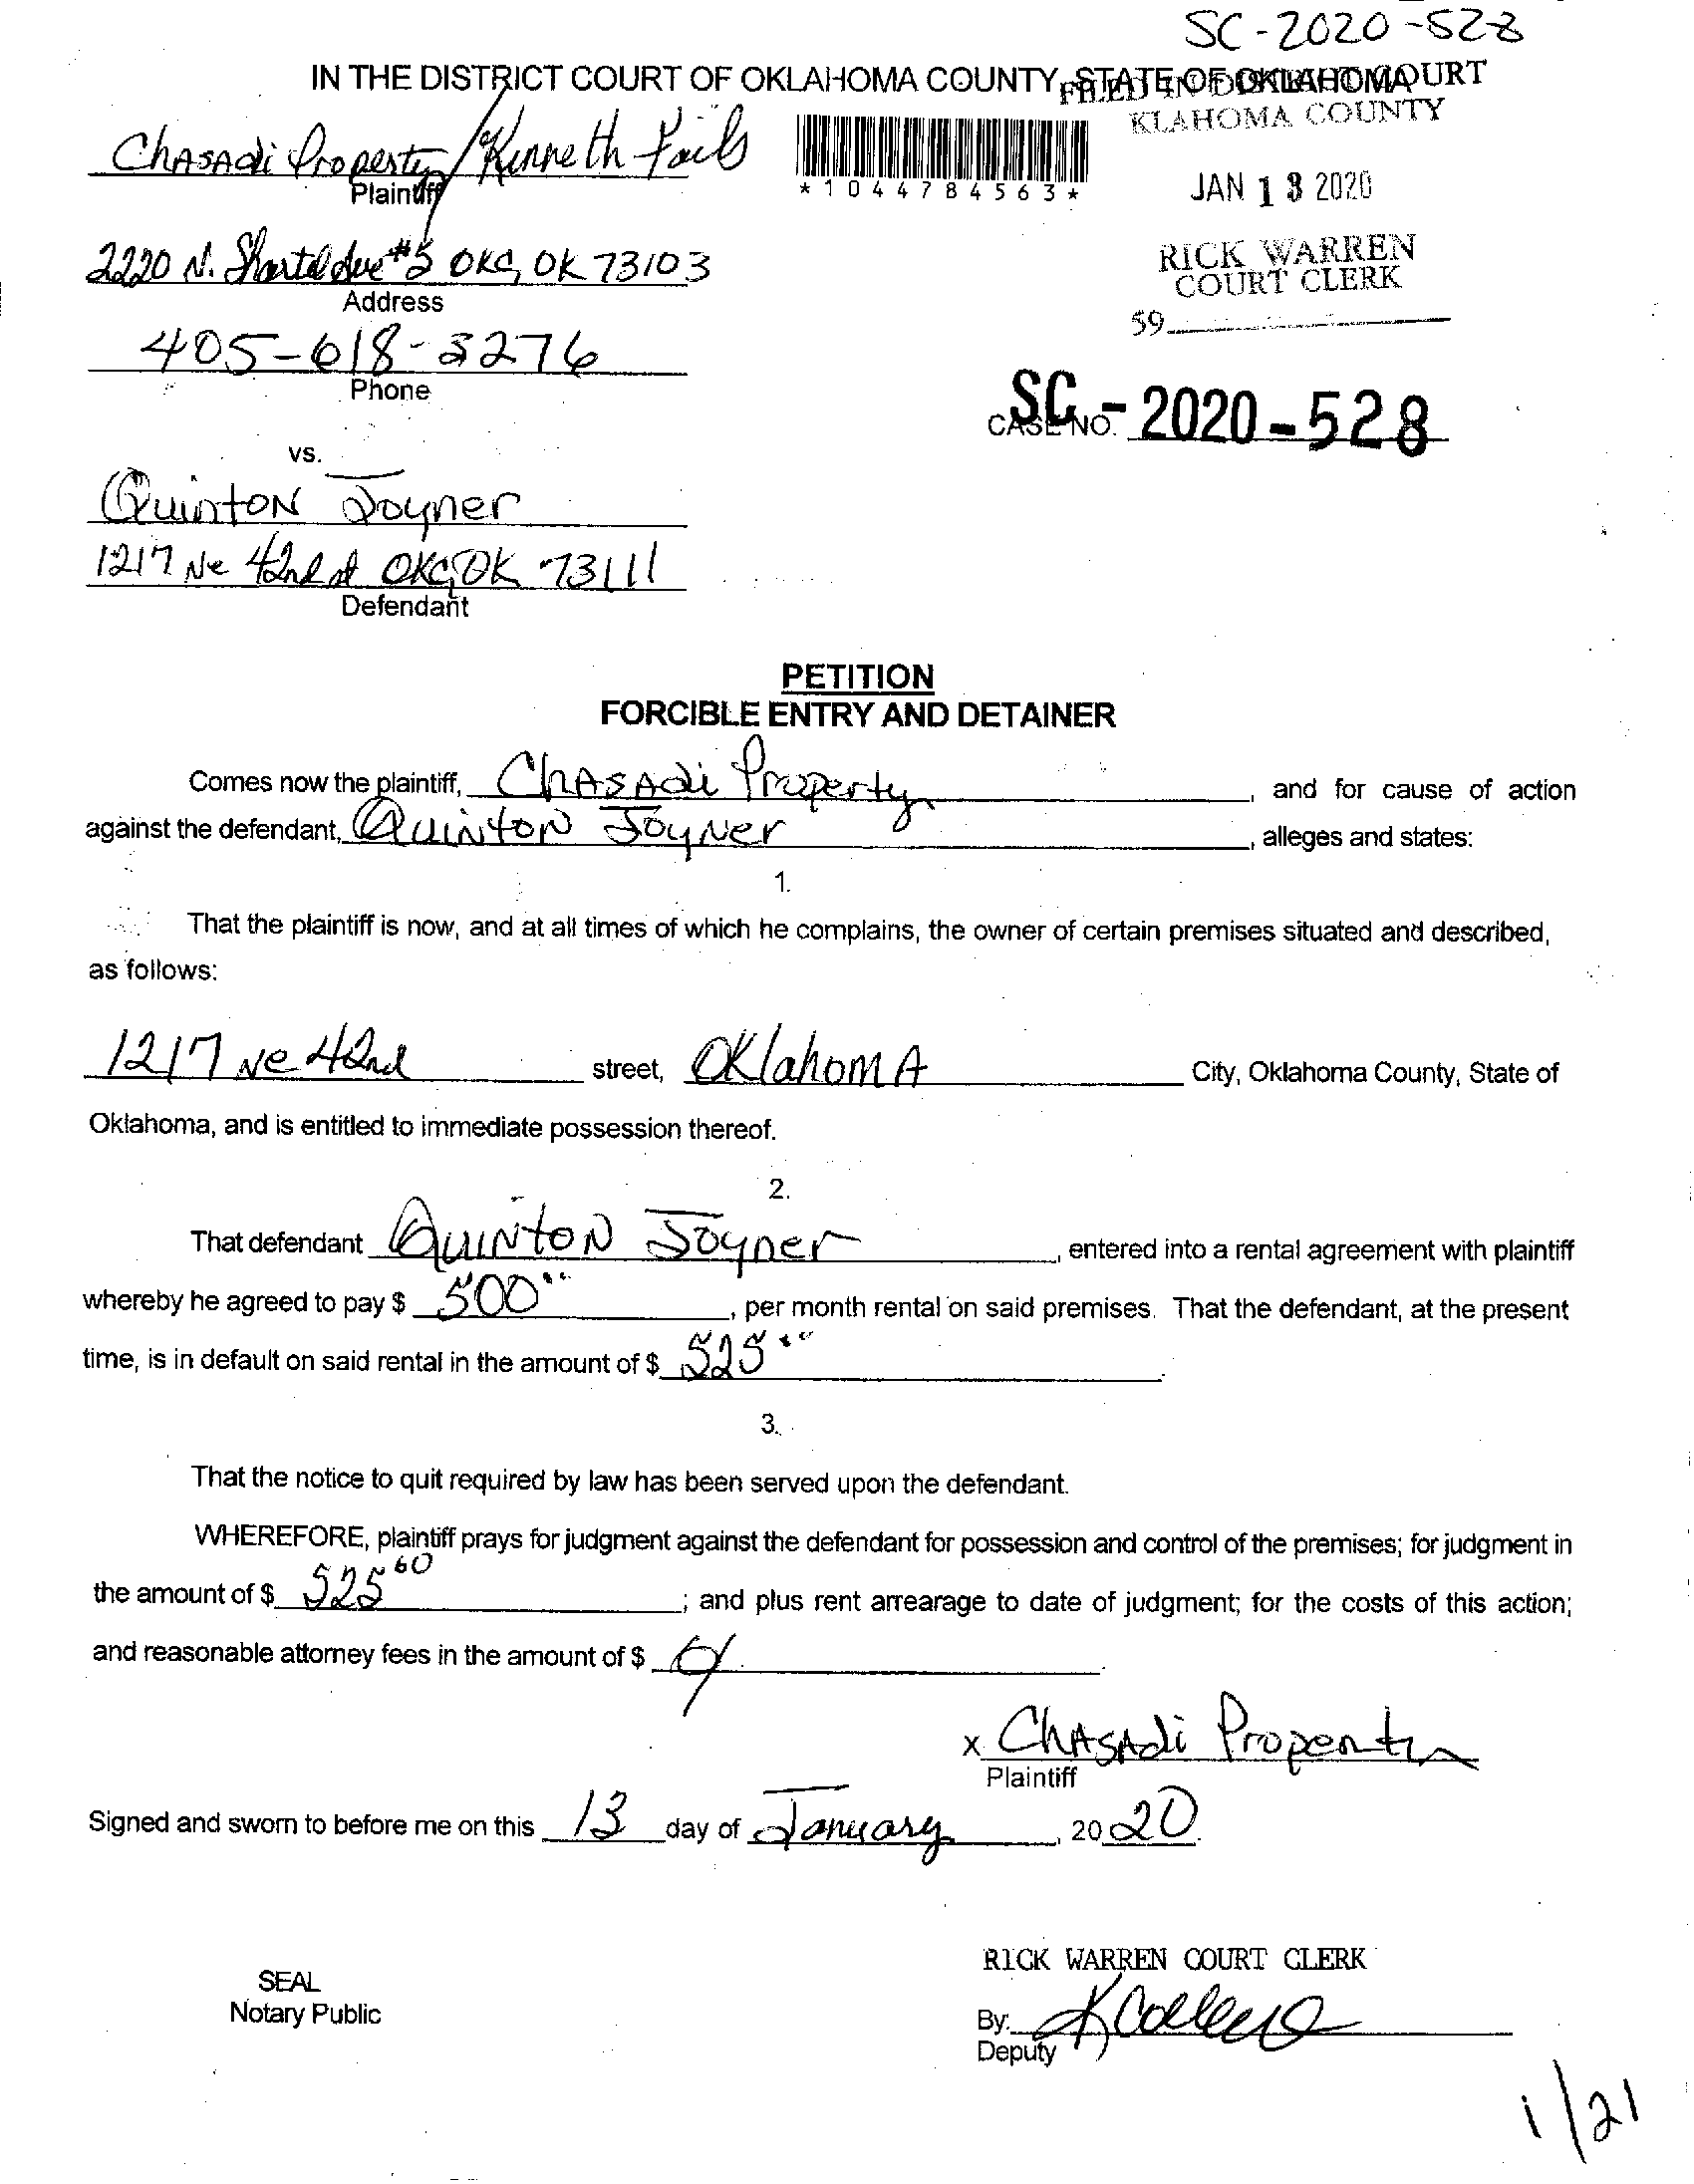 SC-2020-528
IN THE DISTRICT COURT OF OKLAHOMA COUNTY, STATE OF OKLAHOMA
FILED IN DISTRICT COURT
KLAHOMA COUNTY
Chasadi Property/Kenneth Fails
Plaintiff
*1044784563*
JAN 13 2020
2220 N. Shartel Ave #5 OKC, OK 73103
Address
RICK WARREN
COURT CLERK
59
405-618-3276
Phone
CASE NO. SC-2020-528
vs.
Quinton Joyner
1217 Ne 42nd st OKC, OK 73111
Defendant
PETITION
FORCIBLE ENTRY AND DETAINER
Comes now the plaintiff, ChasAdi Property, and for cause of action
against the defendant, Quinton Joyner, alleges and states:
1.
That the plaintiff is now, and at all times of which he complains, the owner of certain premises situated and described,
as follows:
1217 Ne 42nd street, OklahomA City, Oklahoma County, State of
Oklahoma, and is entitled to immediate possession thereof.
2.
That defendant Quinton Joyner, entered into a rental agreement with plaintiff
whereby he agreed to pay $ 500, per month rental on said premises. That the defendant, at the present
time, is in default on said rental in the amount of $ 525.
3.
That the notice to quit required by law has been served upon the defendant.
WHEREFORE, plaintiff prays for judgment against the defendant for possession and control of the premises; for judgment in
the amount of $ 525 60; and plus rent arrearage to date of judgment; for the costs of this action;
and reasonable attorney fees in the amount of $
x ChasAdi Property
Plaintiff
Signed and sworn to before me on this 13 day of January, 2020.
RICK WARREN COURT CLERK
SEAL
Notary Public
By:
Deputy
1/21